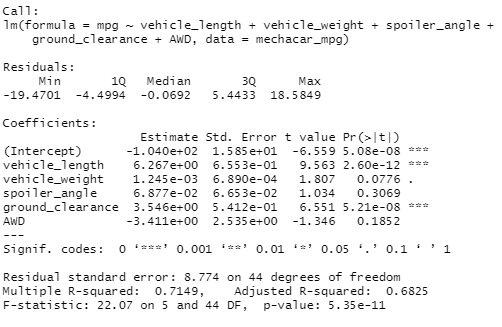 Call:
lm(formula = mpg ~ vehicle_length + vehicle_weight + spoiler_angle +
    ground_clearance + AWD, data = mechacar_mpg)

Residuals:
     Min       1Q   Median       3Q      Max
-19.4701  -4.4994  -0.0692   5.4433  18.5849

Coefficients:
                   Estimate Std. Error t value Pr(>|t|)
(Intercept)      -1.040e+02  1.585e+01  -6.559 5.08e-08 ***
vehicle_length    6.267e+00  6.553e-01   9.563 2.60e-12 ***
vehicle_weight    1.245e-03  6.890e-04   1.807   0.0776 .
spoiler_angle     6.877e-02  6.653e-02   1.034   0.3069
ground_clearance  3.546e+00  5.412e-01   6.551 5.21e-08 ***
AWD              -3.411e+00  2.535e+00  -1.346   0.1852
---
Signif. codes:  0 ‘***’ 0.001 ‘**’ 0.01 ‘*’ 0.05 ‘.’ 0.1 ‘ ’ 1

Residual standard error: 8.774 on 44 degrees of freedom
Multiple R-squared:  0.7149,    Adjusted R-squared:  0.6825
F-statistic: 22.07 on 5 and 44 DF,  p-value: 5.35e-11